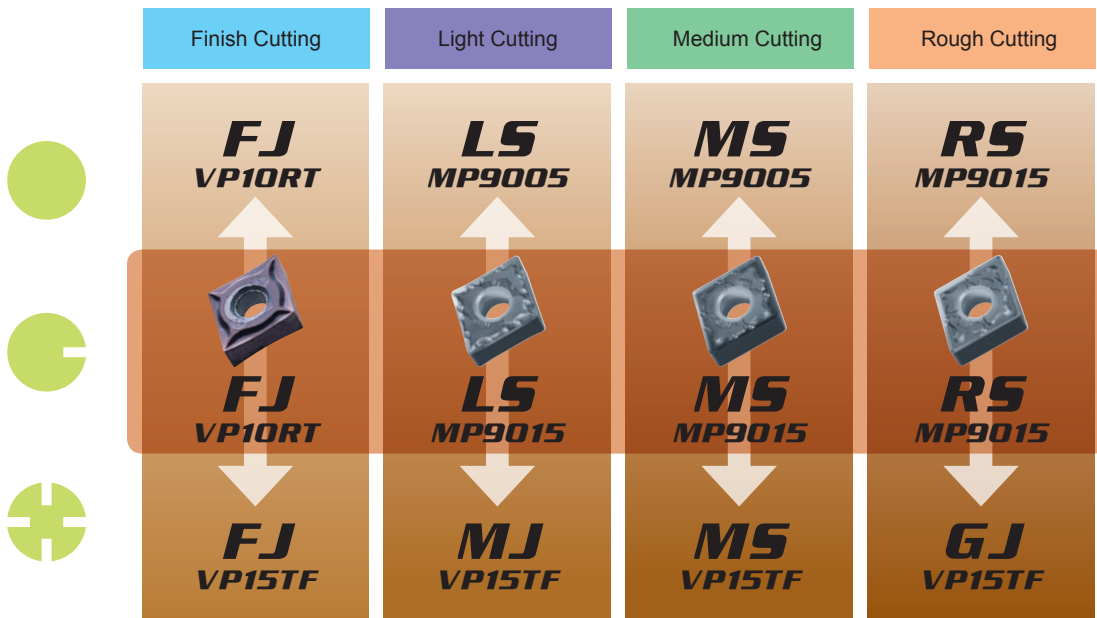 Finish Cutting
Light Cutting
Medium Cutting
Rough Cutting
FJ
VP10RT
LS
MP9005
MS
MP9005
RS
MP9015
FJ
VP10RT
LS
MP9015
MS
MP9015
RS
MP9015
FJ
VP15TF
MJ
VP15TF
MS
VP15TF
GJ
VP15TF